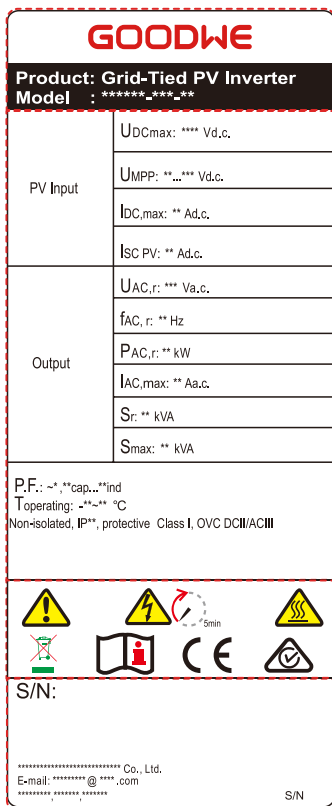 GOODWE
Product: Grid-Tied PV Inverter
Model : ******-***-**
PV Input
UDCmax: **** Vd.c.
UMPP: **...*** Vd.c.
IDC,max: ** Ad.c.
ISC PV: ** Ad.c.
Output
UAC,r: *** Va.c.
fAC, r: ** Hz
PAC,r: ** kW
IAC,max: ** Aa.c.
Sr: ** kVA
Smax: ** kVA
P.F.: ~*,**cap...**ind
Toperating: -**~** °C
Non-isolated, IP**, protective Class I, OVC DCII/ACIII
5min
i
CE
S/N:
************************** Co., Ltd.
E-mail: ********* @ **** .com
*********, *******, *******
S/N